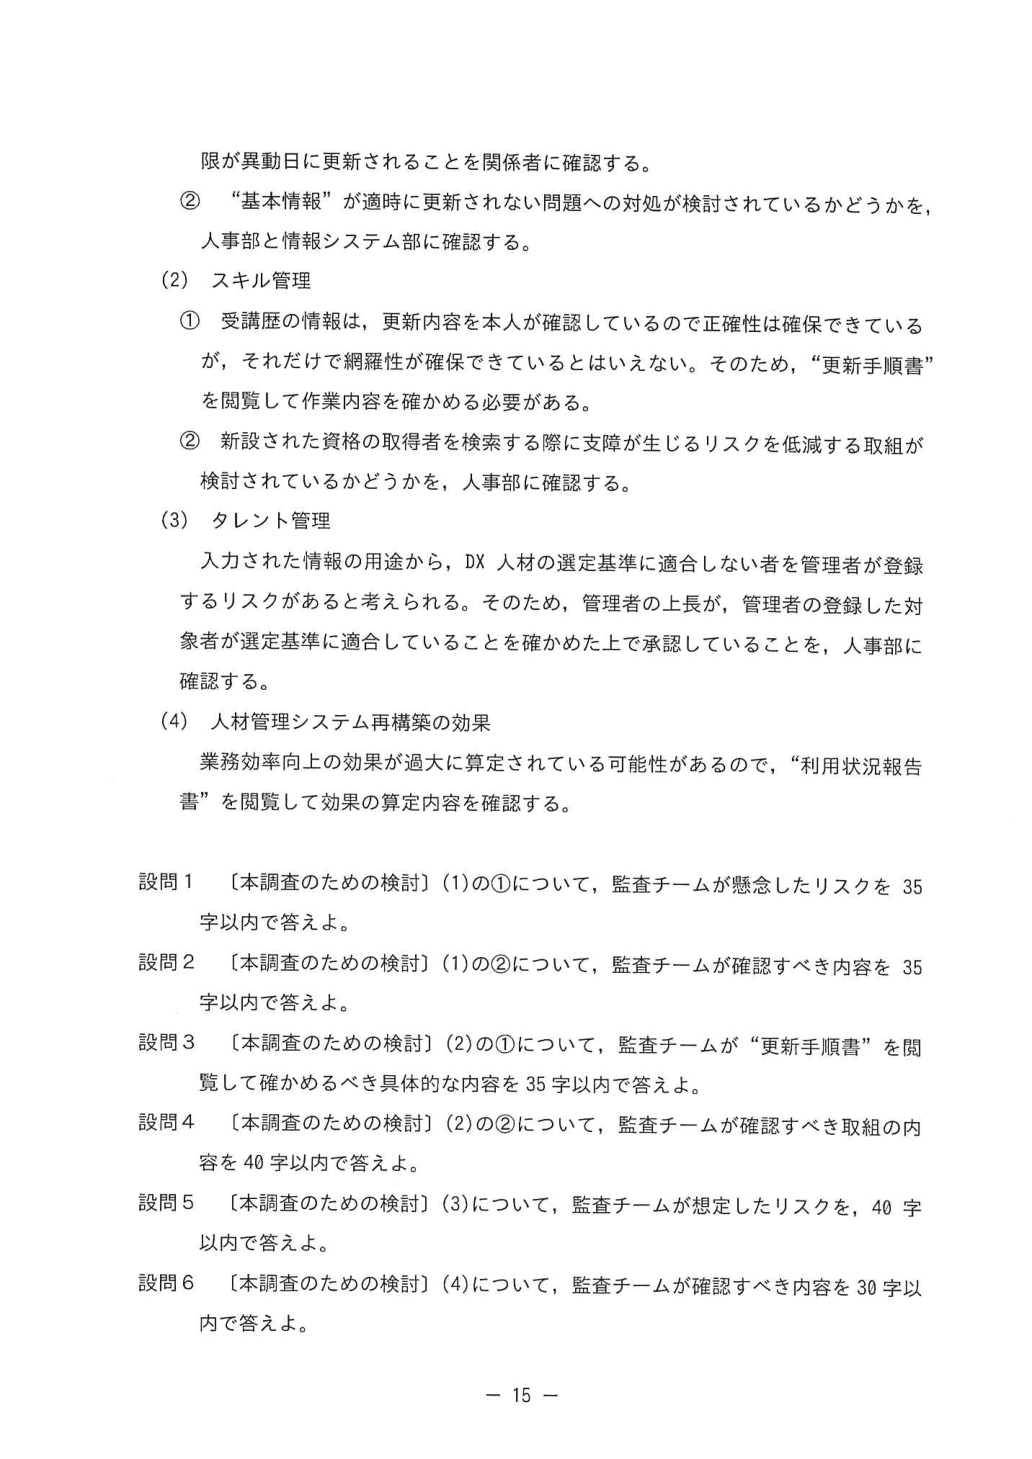 限が異動日に更新されることを関係者に確認する。
② “基本情報”が適時に更新されない問題への対処が検討されているかどうかを，
人事部と情報システム部に確認する。
(2) スキル管理
① 受講歴の情報は，更新内容を本人が確認しているので正確性は確保できている
が，それだけで網羅性が確保できているとはいえない。そのため，“更新手順書”
を閲覧して作業内容を確かめる必要がある。
② 新設された資格の取得者を検索する際に支障が生じるリスクを低減する取組が
検討されているかどうかを，人事部に確認する。
(3) タレント管理
入力された情報の用途から，DX 人材の選定基準に適合しない者を管理者が登録
するリスクがあると考えられる。そのため，管理者の上長が，管理者の登録した対
象者が選定基準に適合していることを確かめた上で承認していることを，人事部に
確認する。
(4) 人材管理システム再構築の効果
業務効率向上の効果が過大に算定されている可能性があるので，“利用状況報告
書”を閲覧して効果の算定内容を確認する。
設問１ 〔本調査のための検討〕(1)の①について，監査チームが懸念したリスクを 35
字以内で答えよ。
設問２ 〔本調査のための検討〕(1)の②について，監査チームが確認すべき内容を 35
字以内で答えよ。
設問３ 〔本調査のための検討〕(2)の①について，監査チームが“更新手順書”を閲
覧して確かめるべき具体的な内容を 35 字以内で答えよ。
設問４ 〔本調査のための検討〕(2)の②について，監査チームが確認すべき取組の内
容を 40 字以内で答えよ。
設問５ 〔本調査のための検討〕(3)について，監査チームが想定したリスクを，40 字
以内で答えよ。
設問６ 〔本調査のための検討〕(4)について，監査チームが確認すべき内容を 30 字以
内で答えよ。
－ 15 －